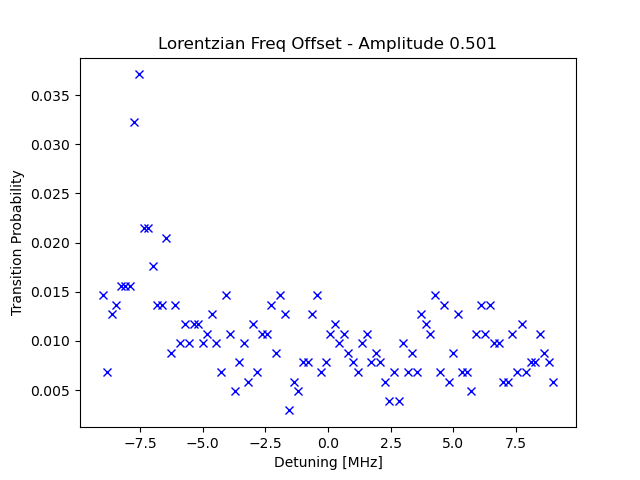 Lorentzian Freq Offset - Amplitude 0.501
Transition Probability
0.035
0.030
0.025
0.020
0.015
0.010
0.005
−7.5 −5.0 −2.5 0.0 2.5 5.0 7.5
Detuning [MHz]